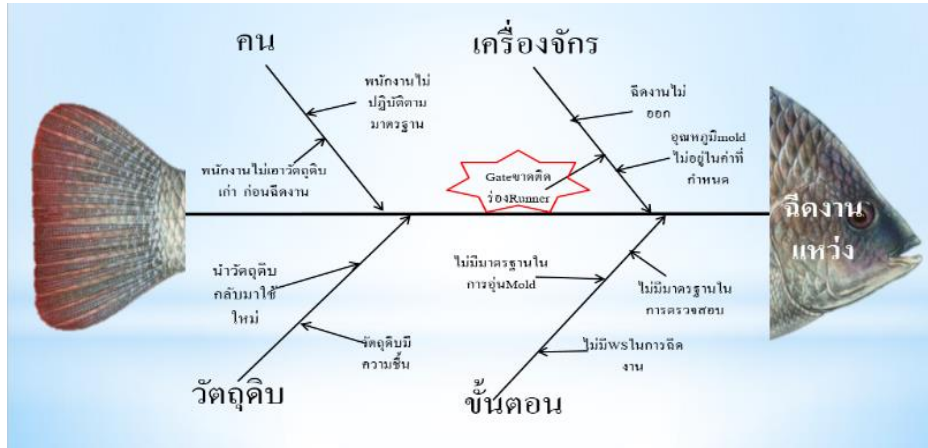 คน
เครื่องจักร
พนักงานไม่
ปฏิบัติตาม
มาตรฐาน
พนักงานไม่เอาวัตถุดิบ
เก่า ก่อนฉีดงาน
ฉีดงานไม่
ออก
อุณหภูมิmold
ไม่อยู่ในค่าที่
กำหนด
Gateขาดติด
ร่องRunner
ฉีดงาน
แหว่ง
นำวัตถุดิบ
กลับมาใช้
ใหม่
วัตถุดิบมี
ความชื้น
ไม่มีมาตรฐานใน
การอุ่นMold
ไม่มีมาตรฐานใน
การตรวจสอบ
ไม่มีWSในการฉีด
งาน
วัตถุดิบ
ขั้นตอน